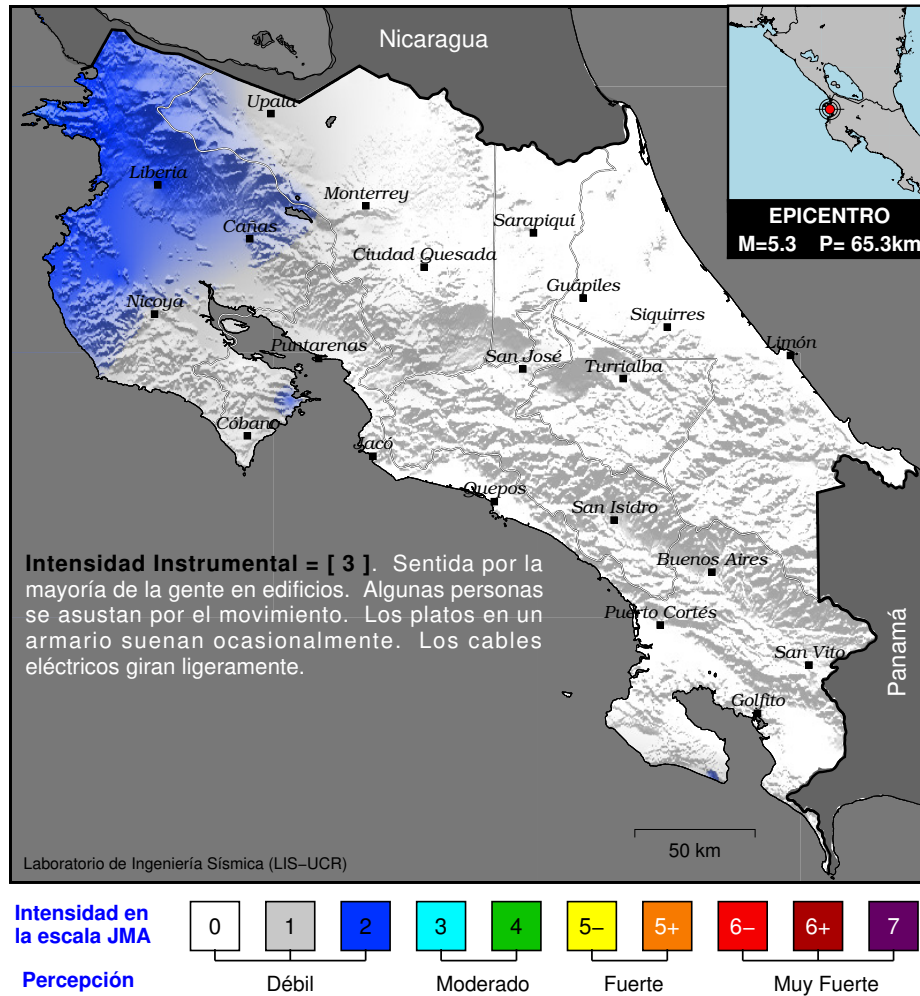 Nicaragua
Upala
Liberia
Monterrey
Cañas
Sarapiquí
Ciudad Quesada
EPICENTRO
M=5.3 P= 65.3km
Nicoya
Guápiles
Siquirres
Puntarenas
San José
Limón
Turrialba
Cóbano
Jacó
Quepos
San Isidro
Buenos Aires
Puerto Cortés
San Vito
Golfito
Panamá
Intensidad Instrumental = [ 3 ]. Sentida por la
mayoría de la gente en edificios. Algunas personas
se asustan por el movimiento. Los platos en un
armario suenan ocasionalmente. Los cables
eléctricos giran ligeramente.
50 km
Laboratorio de Ingeniería Sísmica (LIS−UCR)
Intensidad en
la escala JMA
0 1 2 3 4 5− 5+ 6− 6+ 7
Percepción
Débil Moderado Fuerte Muy Fuerte